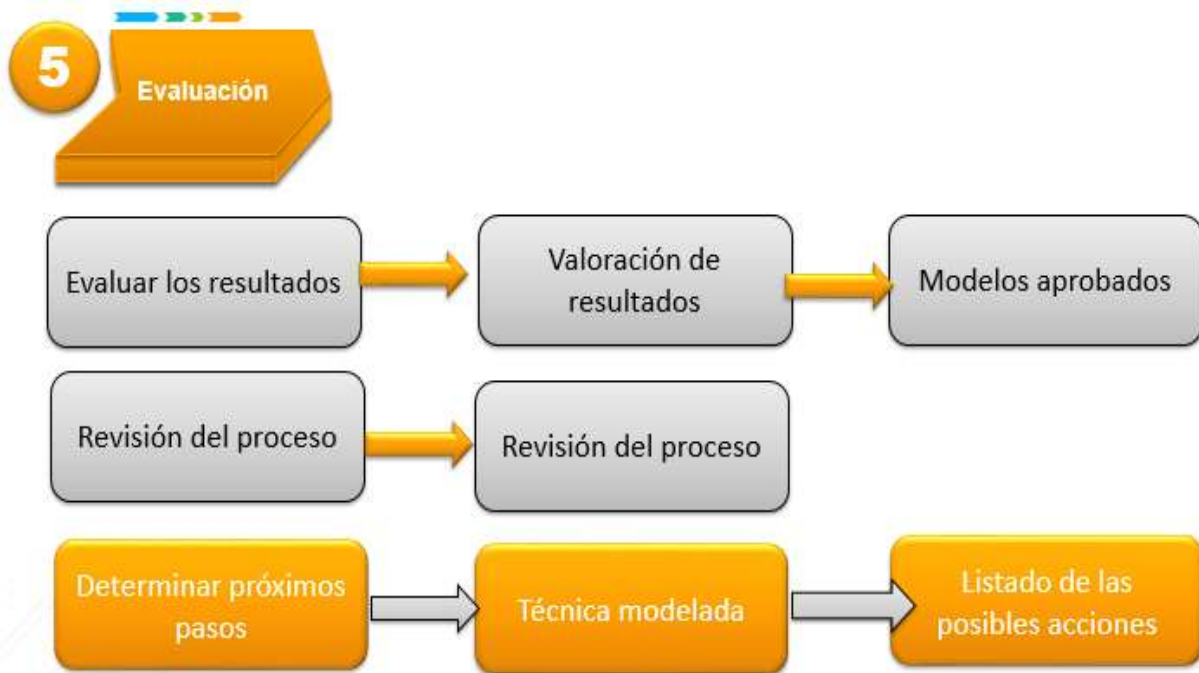 5
Evaluación
Evaluar los resultados
Valoración de
resultados
Modelos aprobados
Revisión del proceso
Revisión del proceso
Determinar próximos
pasos
Técnica modelada
Listado de las
posibles acciones